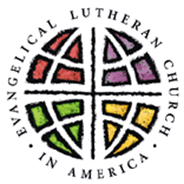 EVANGELICAL LUTHERAN CHURCH
· IN AMERICA ·